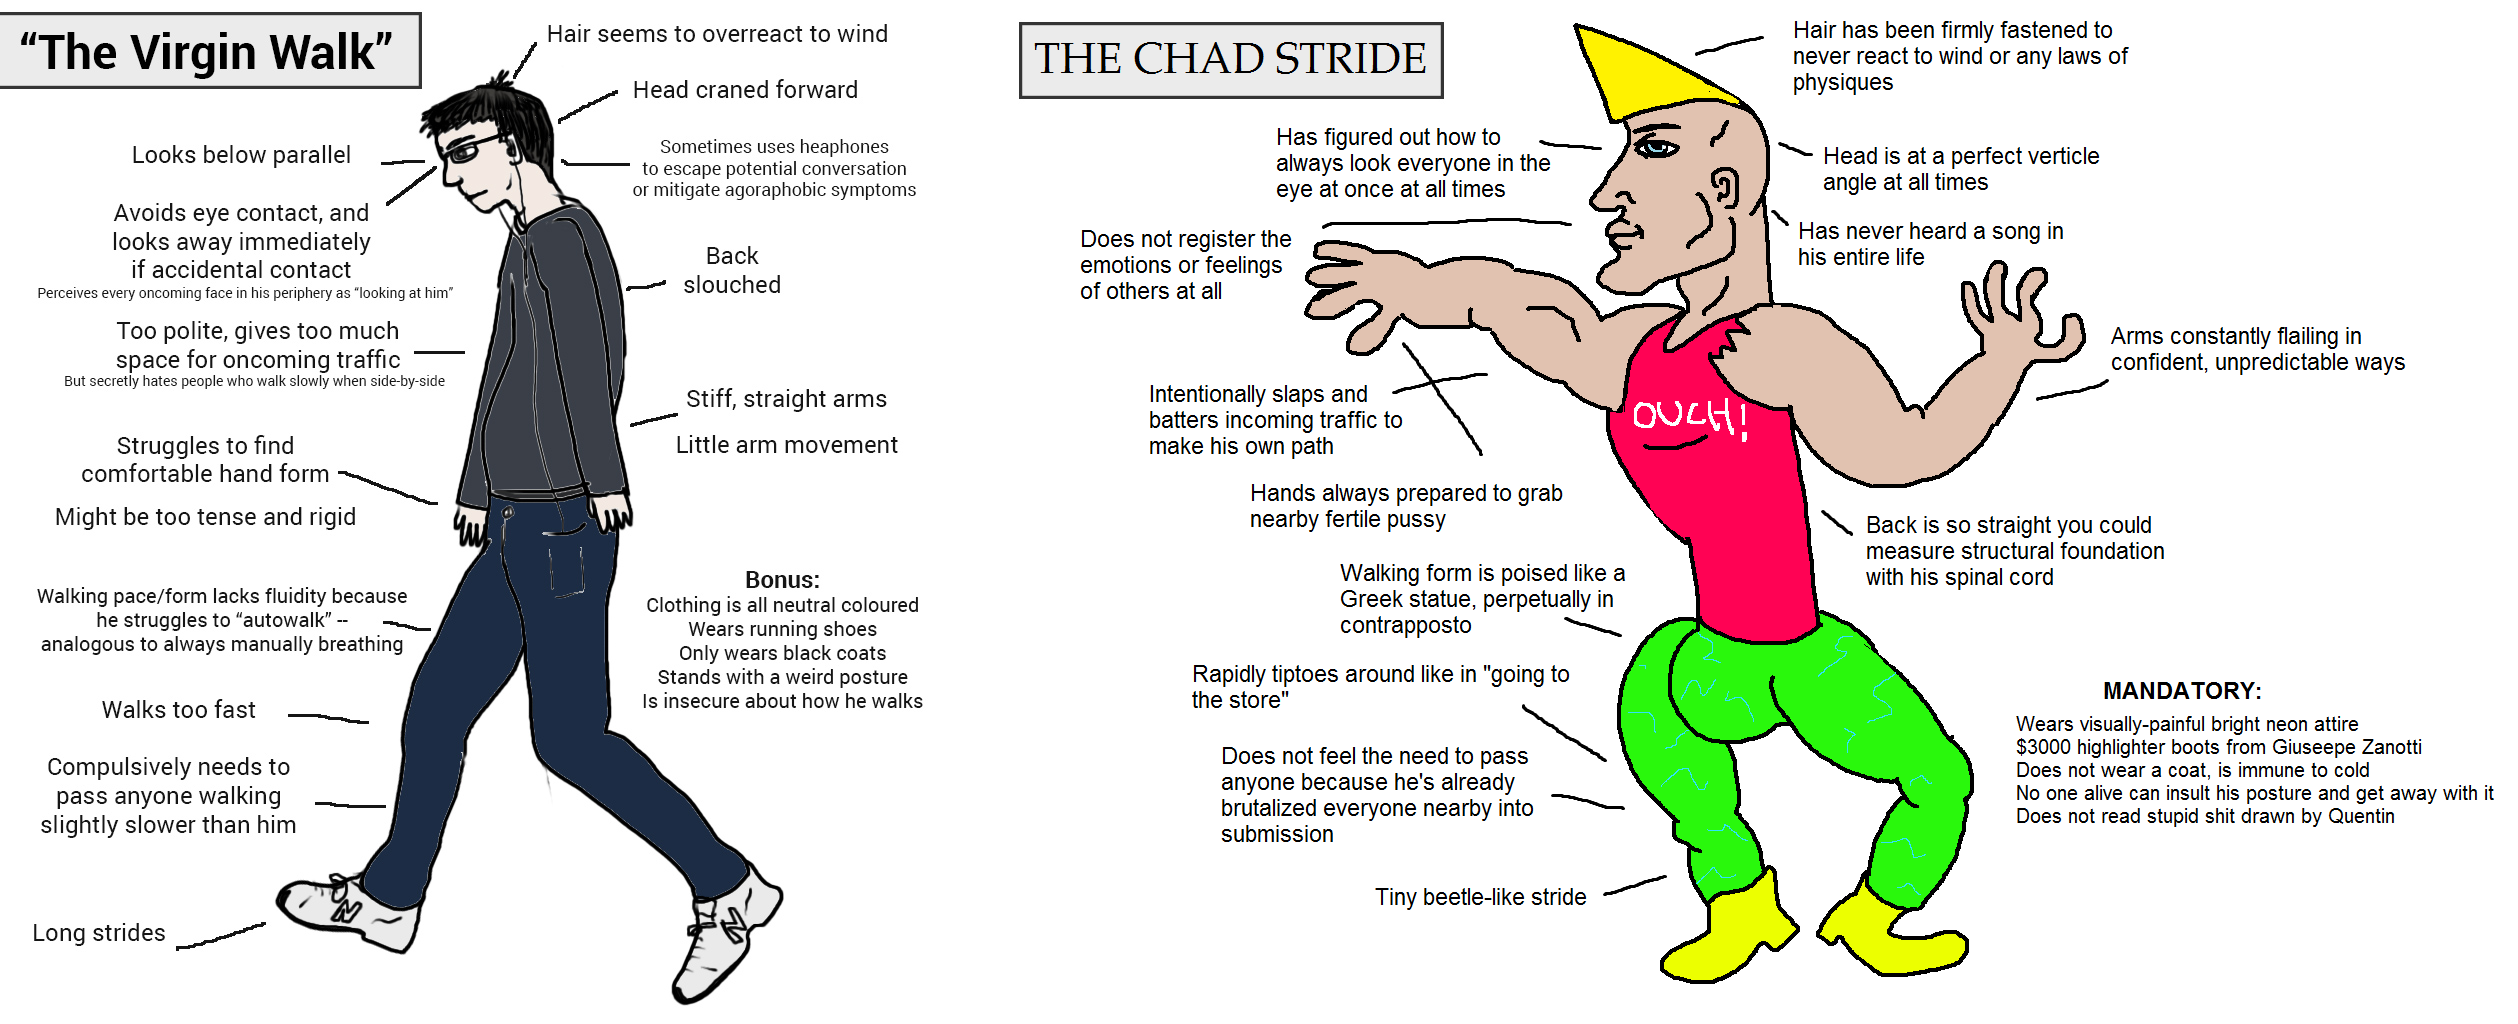 “The Virgin Walk”
Hair seems to overreact to wind
Head craned forward
Looks below parallel
Sometimes uses heaphones
to escape potential conversation
or mitigate agoraphobic symptoms
Avoids eye contact, and
looks away immediately
if accidental contact
Perceives every oncoming face in his periphery as “looking at him”
Back
slouched
Too polite, gives too much
space for oncoming traffic
But secretly hates people who walk slowly when side-by-side
Stiff, straight arms
Little arm movement
Struggles to find
comfortable hand form
Might be too tense and rigid
Walking pace/form lacks fluidity because
he struggles to “autowalk” --
analogous to always manually breathing
Bonus:
Clothing is all neutral coloured
Wears running shoes
Only wears black coats
Stands with a weird posture
Is insecure about how he walks
Walks too fast
Compulsively needs to
pass anyone walking
slightly slower than him
Long strides
N
N
THE CHAD STRIDE
Hair has been firmly fastened to
never react to wind or any laws of
physiques
Has figured out how to
always look everyone in the
eye at once at all times
Head is at a perfect verticle
angle at all times
Does not register the
emotions or feelings
of others at all
Has never heard a song in
his entire life
Arms constantly flailing in
confident, unpredictable ways
Intentionally slaps and
batters incoming traffic to
make his own path
OUCH!
Hands always prepared to grab
nearby fertile pussy
Back is so straight you could
measure structural foundation
with his spinal cord
Walking form is poised like a
Greek statue, perpetually in
contrapposto
Rapidly tiptoes around like in "going to
the store"
Does not feel the need to pass
anyone because he's already
brutalized everyone nearby into
submission
Tiny beetle-like stride
MANDATORY:
Wears visually-painful bright neon attire
$3000 highlighter boots from Giuseepe Zanotti
Does not wear a coat, is immune to cold
No one alive can insult his posture and get away with it
Does not read stupid shit drawn by Quentin